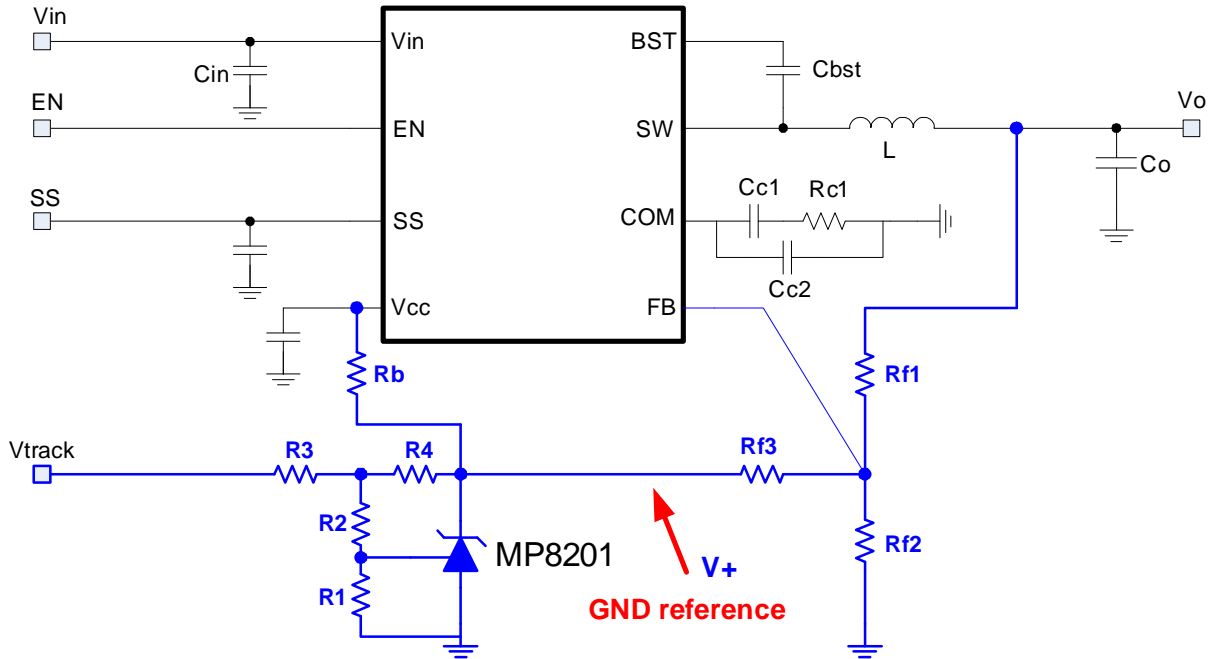 Vin
Vin
BST
Cin
Cbst
EN
EN
SW
Vo
L
Co
SS
SS
COM
Cc1
Rc1
Cc2
Vcc
FB
Rb
Rf1
Vtrack
R3
R4
Rf3
R2
MP8201
Rf2
V+
R1
GND reference